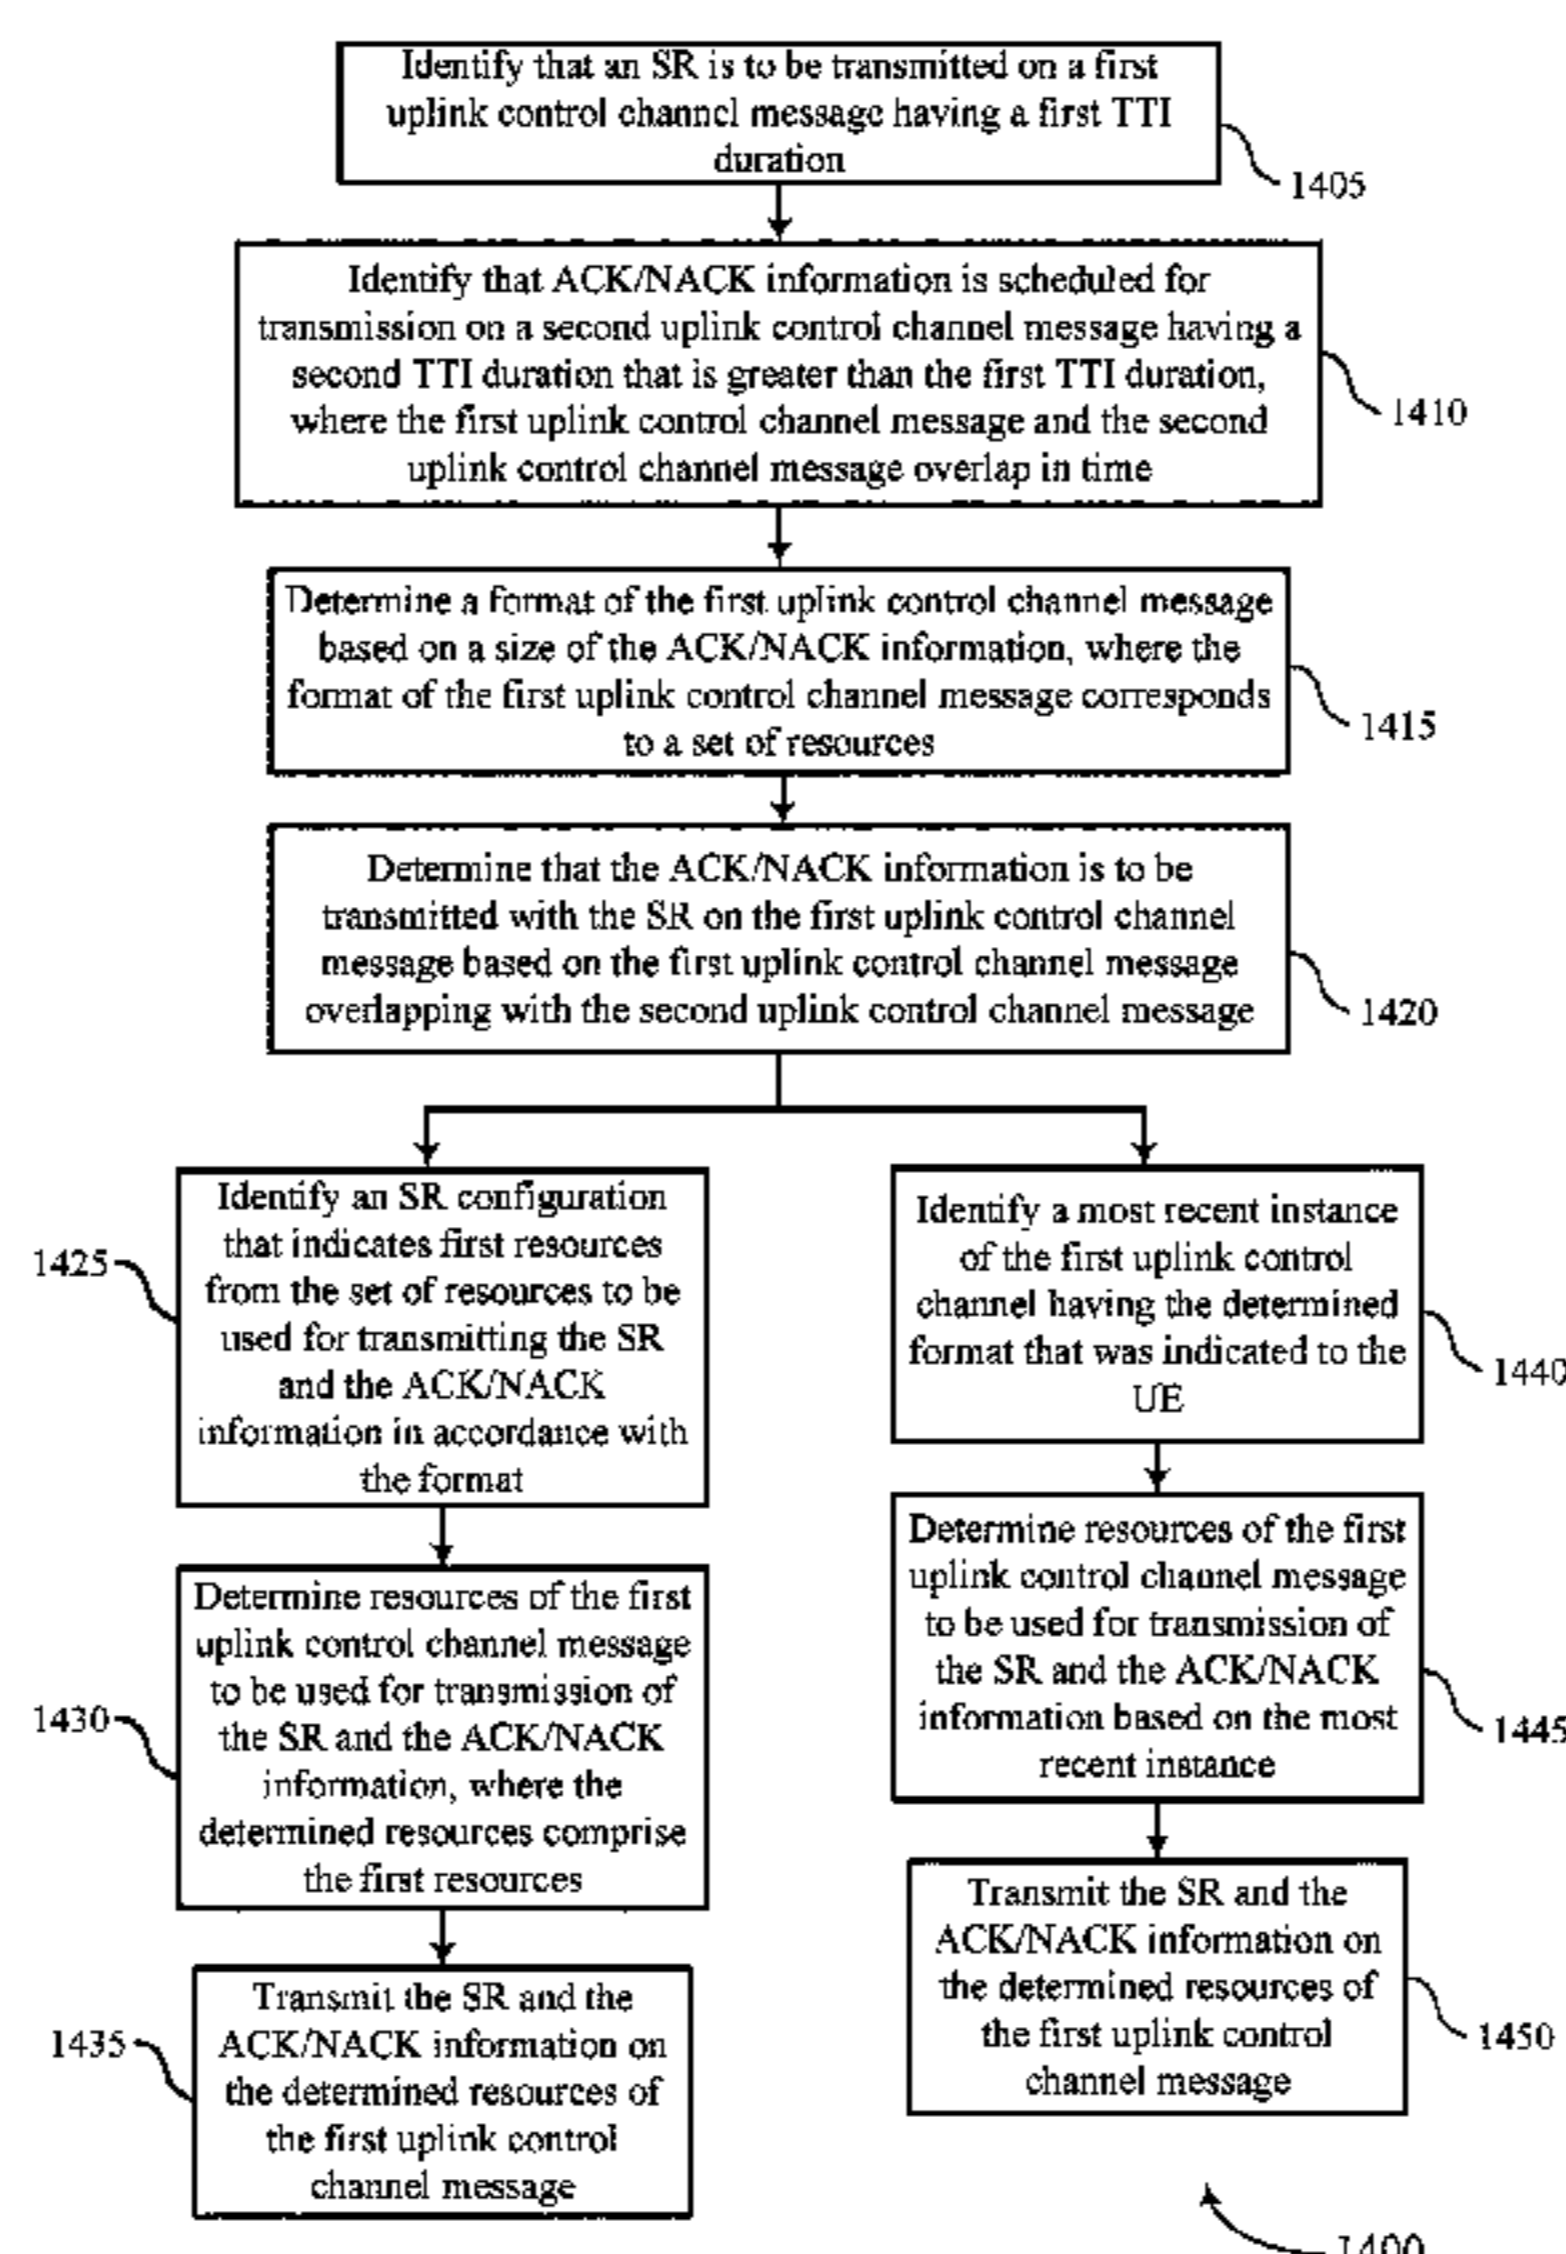 Identify that an SR is to be transmitted on a first
uplink control channel message having a first TTI
duration
1405
Identify that ACK/NACK information is scheduled for
transmission on a second uplink control channel message having a
second TTI duration that is greater than the first TTI duration,
where the first uplink control channel message and the second
uplink control channel message overlap in time
1410
Determine a format of the first uplink control channel message
based on a size of the ACK/NACK information, where the
format of the first uplink control channel message corresponds
to a set of resources
1415
Determine that the ACK/NACK information is to be
transmitted with the SR on the first uplink control channel
message based on the first uplink control channel message
overlapping with the second uplink control channel message
1420
Identify an SR configuration
that indicates first resources
from the set of resources to be
used for transmitting the SR
and the ACK/NACK
information in accordance with
the format
1425
Determine resources of the first
uplink control channel message
to be used for transmission of
the SR and the ACK/NACK
information, where the
determined resources comprise
the first resources
1430
Transmit the SR and the
ACK/NACK information on
the determined resources of
the first uplink control
channel message
1435
Identify a most recent instance
of the first uplink control
channel having the determined
format that was indicated to the
UE
1440
Determine resources of the first
uplink control channel message
to be used for transmission of
the SR and the ACK/NACK
information based on the most
recent instance
1445
Transmit the SR and the
ACK/NACK information on
the determined resources of
the first uplink control
channel message
1450
1400